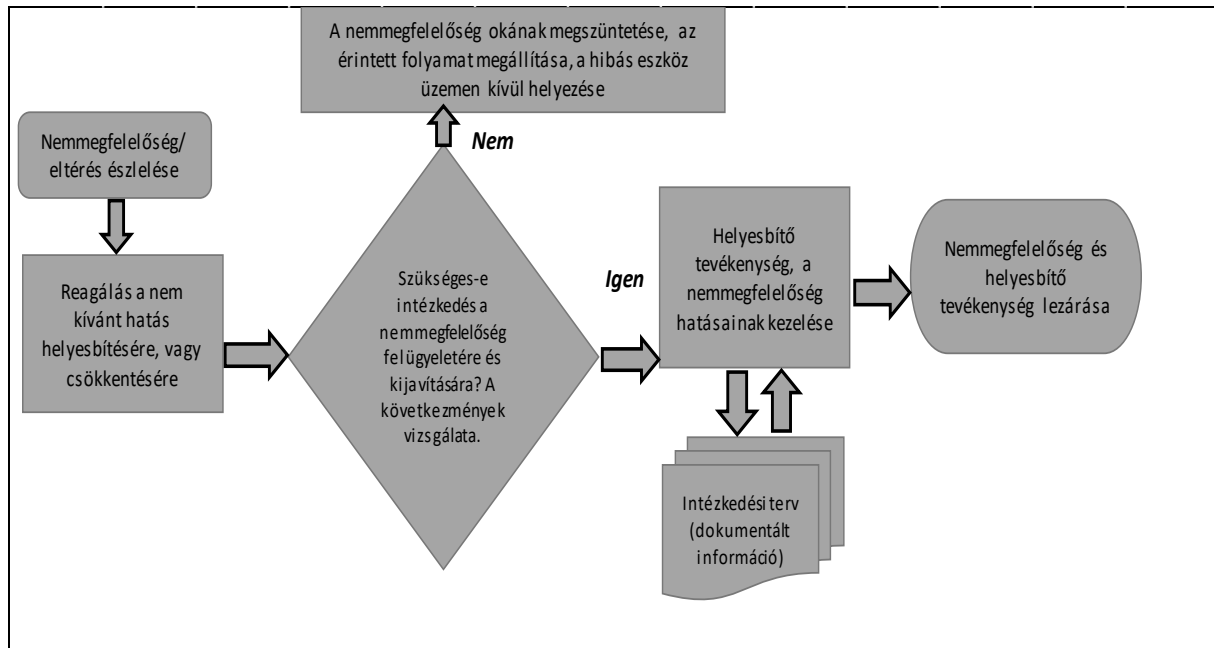 A nemmegfelelőség okának megszüntetése, az
érintett folyamat megállítása, a hibás eszköz
üzemen kívül helyezése
Nemmegfelelőség/
eltérés észlelése
Nem
Reagálás a nem
kívánt hatás
helyesbítésére, vagy
csökkentésére
Szükséges-e
intézkedés a
nemmegfelelőség
felügyeletére és
kijavítására? A
következmények
vizsgálata.
Igen
Helyesbítő
tevékenység, a
nemmegfelelőség
hatásainak kezelése
Nemmegfelelőség és
helyesbítő
tevékenység lezárása
Intézkedési terv
(dokumentált
információ)